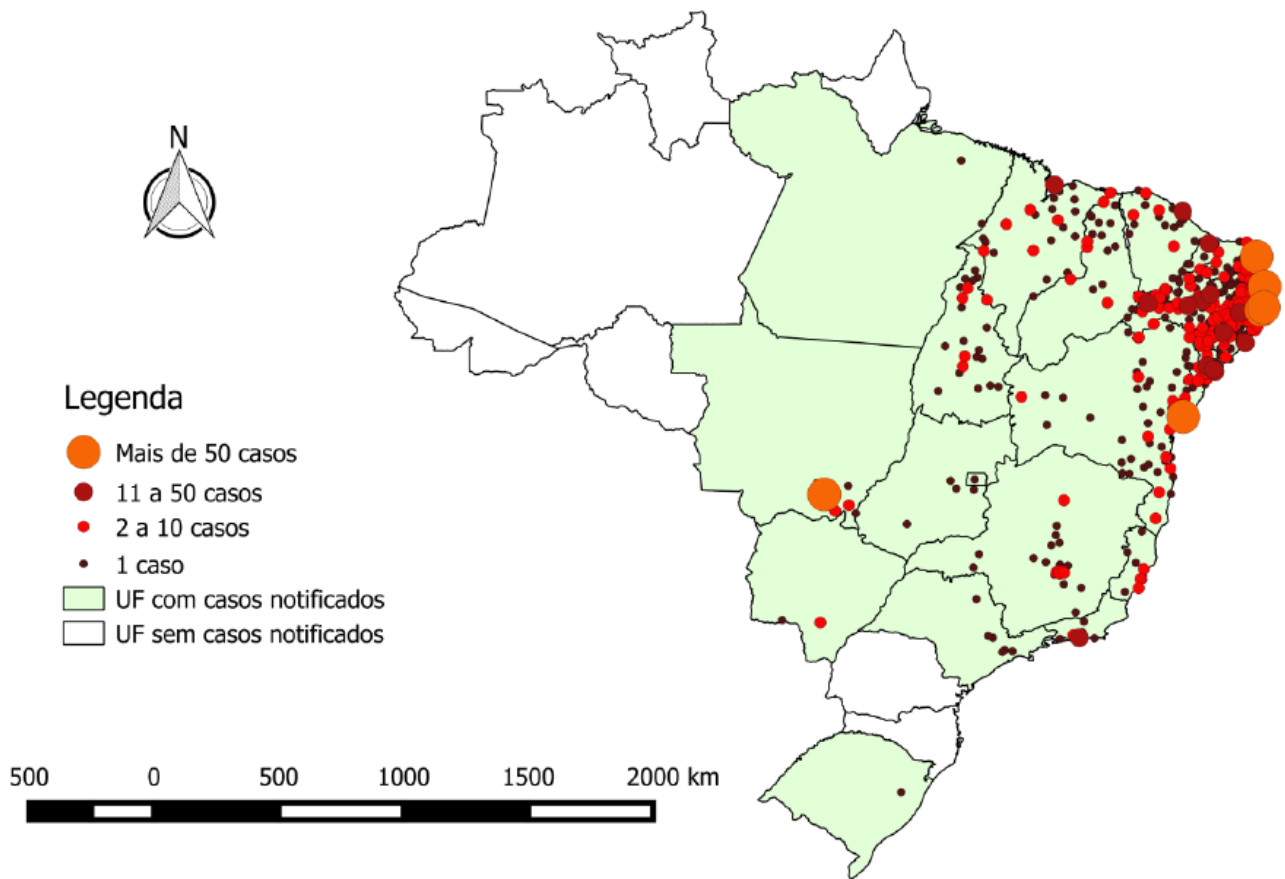 N
Legenda
Mais de 50 casos
11 a 50 casos
2 a 10 casos
1 caso
UF com casos notificados
UF sem casos notificados
500 0 500 1000 1500 2000 km